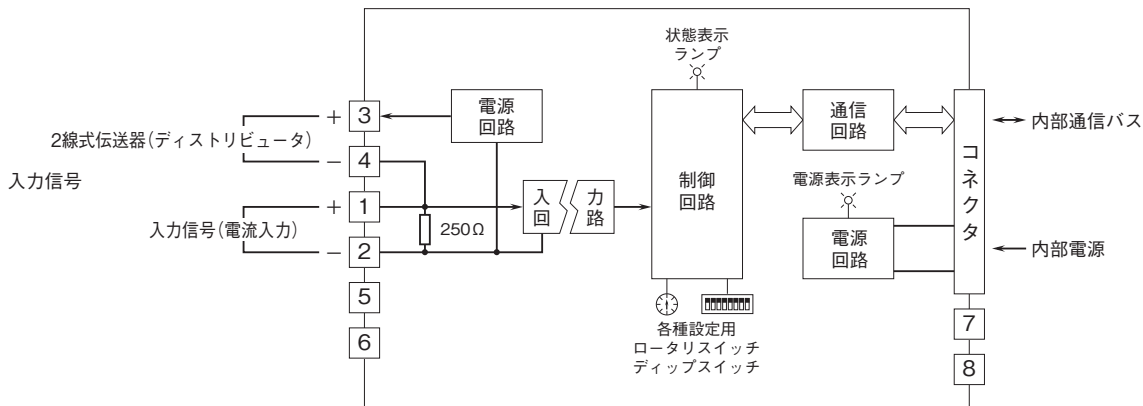 状態表示
ランプ
+
3
電源
回路
2線式伝送器(ディストリビュータ)
−
4
入力信号
+
1
入力信号(電流入力)
250Ω
−
2
5
6
入 力
回 路
制御
回路
通信
回路
電源表示ランプ
電源
回路
コネクタ
内部通信バス
内部電源
各種設定用
ロータリスイッチ
ディップスイッチ
7
8